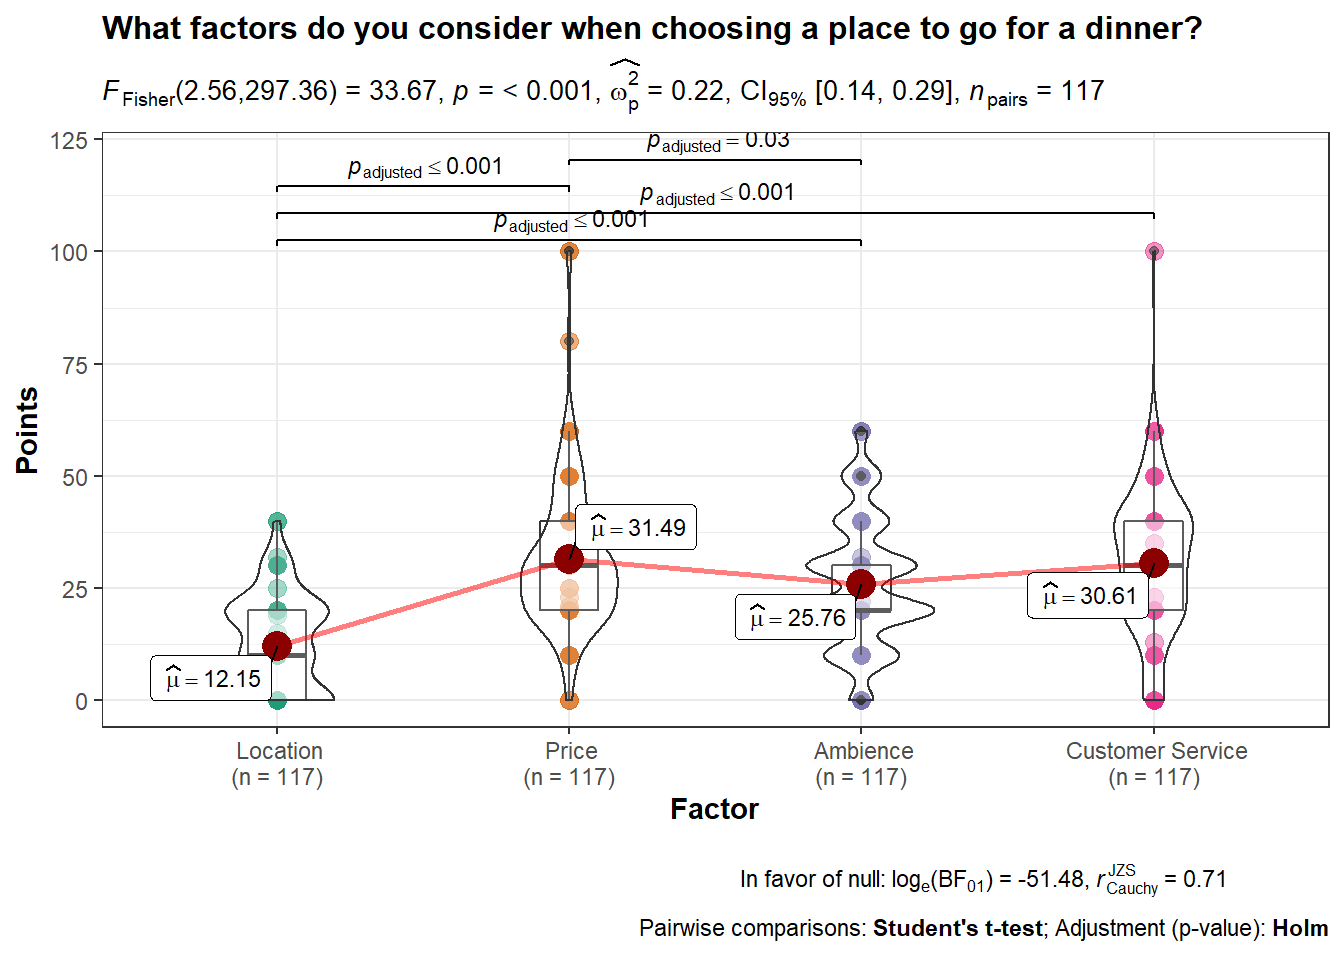 What factors do you consider when choosing a place to go for a dinner?
F Fisher(2.56,297.36) = 33.67, p = < 0.001, ω̂²p = 0.22, CI95% [0.14, 0.29], npairs = 117
125
100
75
50
25
0
Points
padjusted = 0.03
padjusted ≤ 0.001
padjusted ≤ 0.001
padjusted ≤ 0.001
μ̂ = 12.15
μ̂ = 31.49
μ̂ = 25.76
μ̂ = 30.61
Location
(n = 117)
Price
(n = 117)
Ambience
(n = 117)
Customer Service
(n = 117)
Factor
In favor of null: loge(BF01) = -51.48, r JZS Cauchy = 0.71
Pairwise comparisons: Student's t-test; Adjustment (p-value): Holm